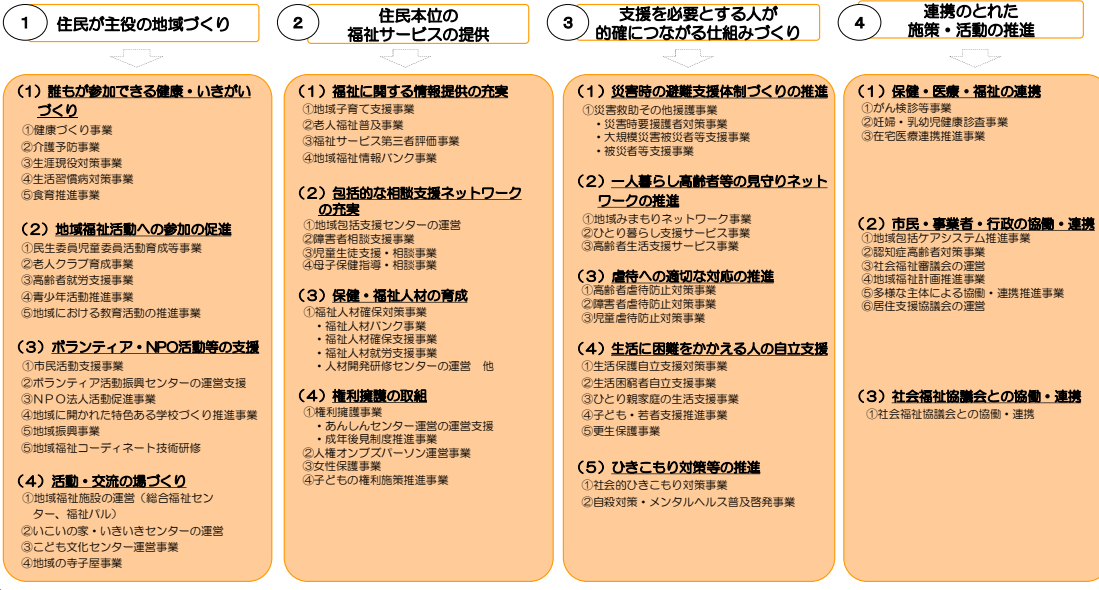 1 住民が主役の地域づくり
(1) 誰もが参加できる健康・いきがい
づくり
①健康づくり事業
②介護予防事業
③生涯現役対策事業
④生活習慣病対策事業
⑤食育推進事業
(2) 地域福祉活動への参加の促進
①民生委員児童委員活動育成等事業
②老人クラブ育成事業
③高齢者就労支援事業
④青少年活動推進事業
⑤地域における教育活動の推進事業
(3) ボランティア・NPO活動等の支援
①市民活動支援事業
②ボランティア活動振興センターの運営支援
③NPO法人活動促進事業
④地域に開かれた特色ある学校づくり推進事業
⑤地域振興事業
⑤地域福祉コーディネート技術研修
(4) 活動・交流の場づくり
①地域福祉施設の運営(総合福祉セン
ター、福祉パル)
②いこいの家・いきいきセンターの運営
③こども文化センター運営事業
④地域の寺子屋事業
2 住民本位の
福祉サービスの提供
(1) 福祉に関する情報提供の充実
①地域子育て支援事業
②老人福祉普及事業
③福祉サービス第三者評価事業
④地域福祉情報バンク事業
(2) 包括的な相談支援ネットワーク
の充実
①地域包括支援センターの運営
②障害者相談支援事業
③児童生徒支援・相談事業
④母子保健指導・相談事業
(3) 保健・福祉人材の育成
①福祉人材確保対策事業
・福祉人材バンク事業
・福祉人材確保支援事業
・福祉人材就労支援事業
・人材開発研修センターの運営 他
(4) 権利擁護の取組
①権利擁護事業
・あんしんセンター運営の運営支援
・成年後見制度推進事業
②人権オンブズパーソン運営事業
③女性保護事業
④子どもの権利施策推進事業
3 支援を必要とする人が
的確につながる仕組みづくり
(1) 災害時の避難支援体制づくりの推進
①災害救助その他援護事業
・災害時要援護者対策事業
・大規模災害被災者等支援事業
・被災者等支援事業
(2) 一人暮らし高齢者等の見守りネット
ワークの推進
①地域みまもりネットワーク事業
②ひとり暮らし支援サービス事業
③高齢者生活支援サービス事業
(3) 虐待への適切な対応の推進
①高齢者虐待防止対策事業
②障害者虐待防止対策事業
③児童虐待防止対策事業
(4) 生活に困難をかかえる人の自立支援
①生活保護自立支援対策事業
②生活困窮者自立支援事業
③ひとり親家庭の生活支援事業
④子ども・若者支援推進事業
⑤更生保護事業
(5) ひきこもり対策等の推進
①社会的ひきこもり対策事業
②自殺対策・メンタルヘルス普及啓発事業
4 連携のとれた
施策・活動の推進
(1) 保健・医療・福祉の連携
①がん検診等事業
②妊婦・乳幼児健康診査事業
③在宅医療連携推進事業
(2) 市民・事業者・行政の協働・連携
①地域包括ケアシステム推進事業
②認知症高齢者対策事業
③社会福祉審議会の運営
④地域福祉計画推進事業
⑤多様な主体による協働・連携推進事業
⑥居住支援協議会の運営
(3) 社会福祉協議会との協働・連携
①社会福祉協議会との協働・連携